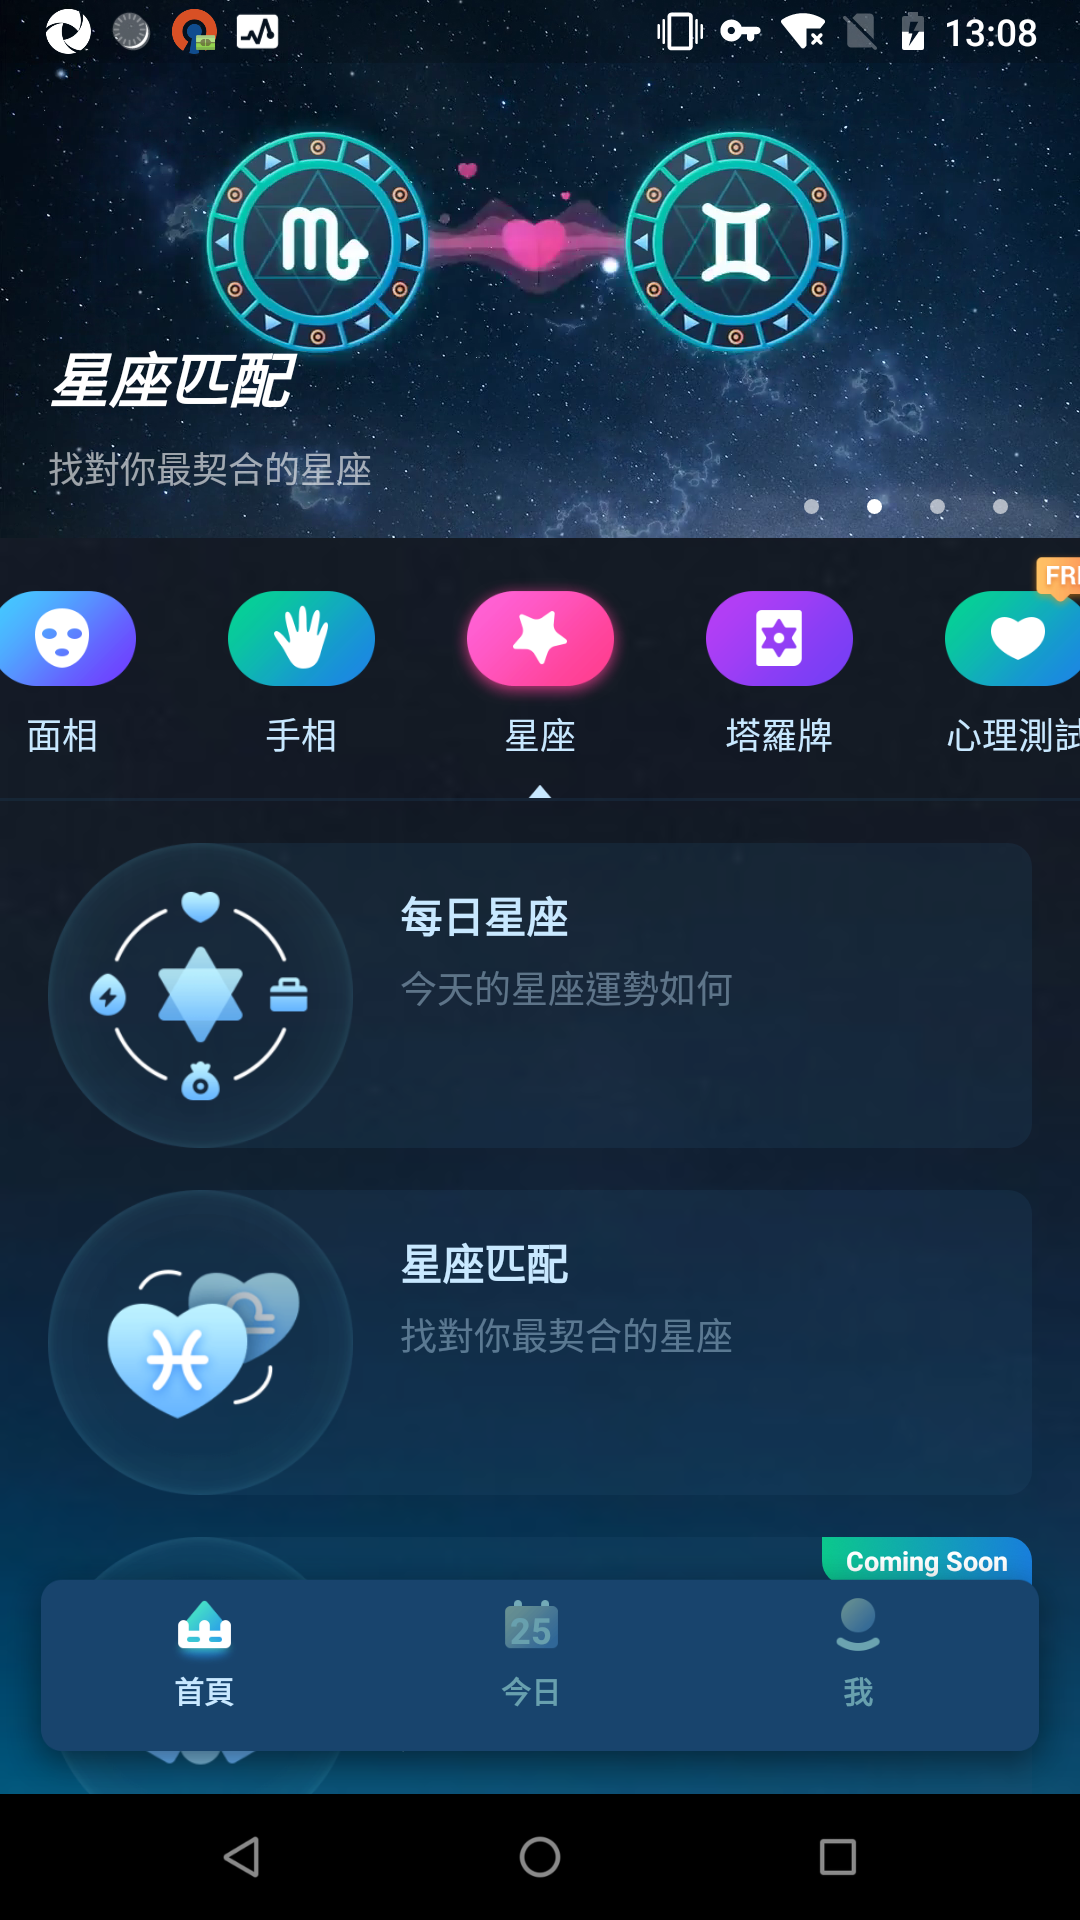 13:08
星座匹配
找對你最契合的星座
面相
手相
星座
塔羅牌
心理測試
每日星座
今天的星座運勢如何
星座匹配
找對你最契合的星座
Coming Soon
首頁
25
今日
我